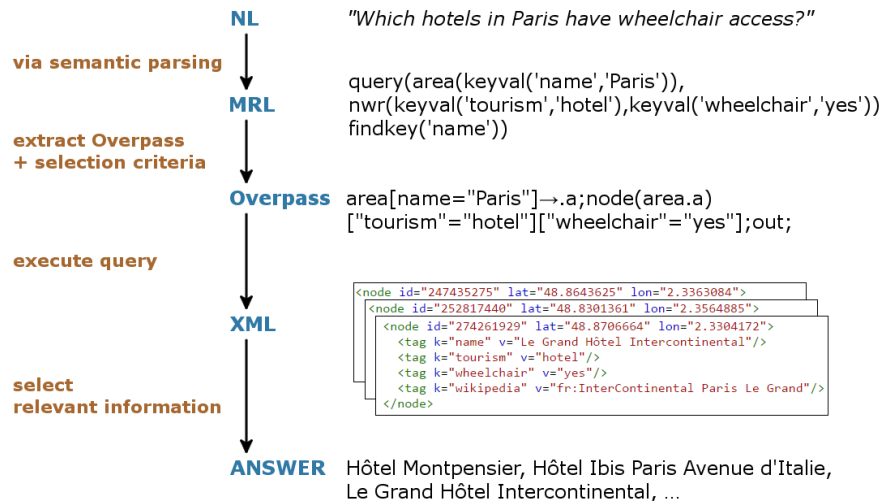 NL
"Which hotels in Paris have wheelchair access?"
via semantic parsing
MRL
query(area(keyval('name','Paris')),
nwr(keyval('tourism','hotel'),keyval('wheelchair','yes'))
findkey('name'))
extract Overpass
+ selection criteria
Overpass
area[name="Paris"]→.a;node(area.a)
["tourism"="hotel"]["wheelchair"="yes"];out;
execute query
XML
<node id="247435275" lat="48.8643625" lon="2.3363084">
<node id="252817440" lat="48.8301361" lon="2.3564885">
<node id="274261929" lat="48.8706664" lon="2.3304172">
<tag k="name" v="Le Grand Hôtel Intercontinental"/>
<tag k="tourism" v="hotel"/>
<tag k="wheelchair" v="yes"/>
<tag k="wikipedia" v="fr:InterContinental Paris Le Grand"/>
</node>
select
relevant information
ANSWER
Hôtel Montpensier, Hôtel Ibis Paris Avenue d'Italie,
Le Grand Hôtel Intercontinental, ...